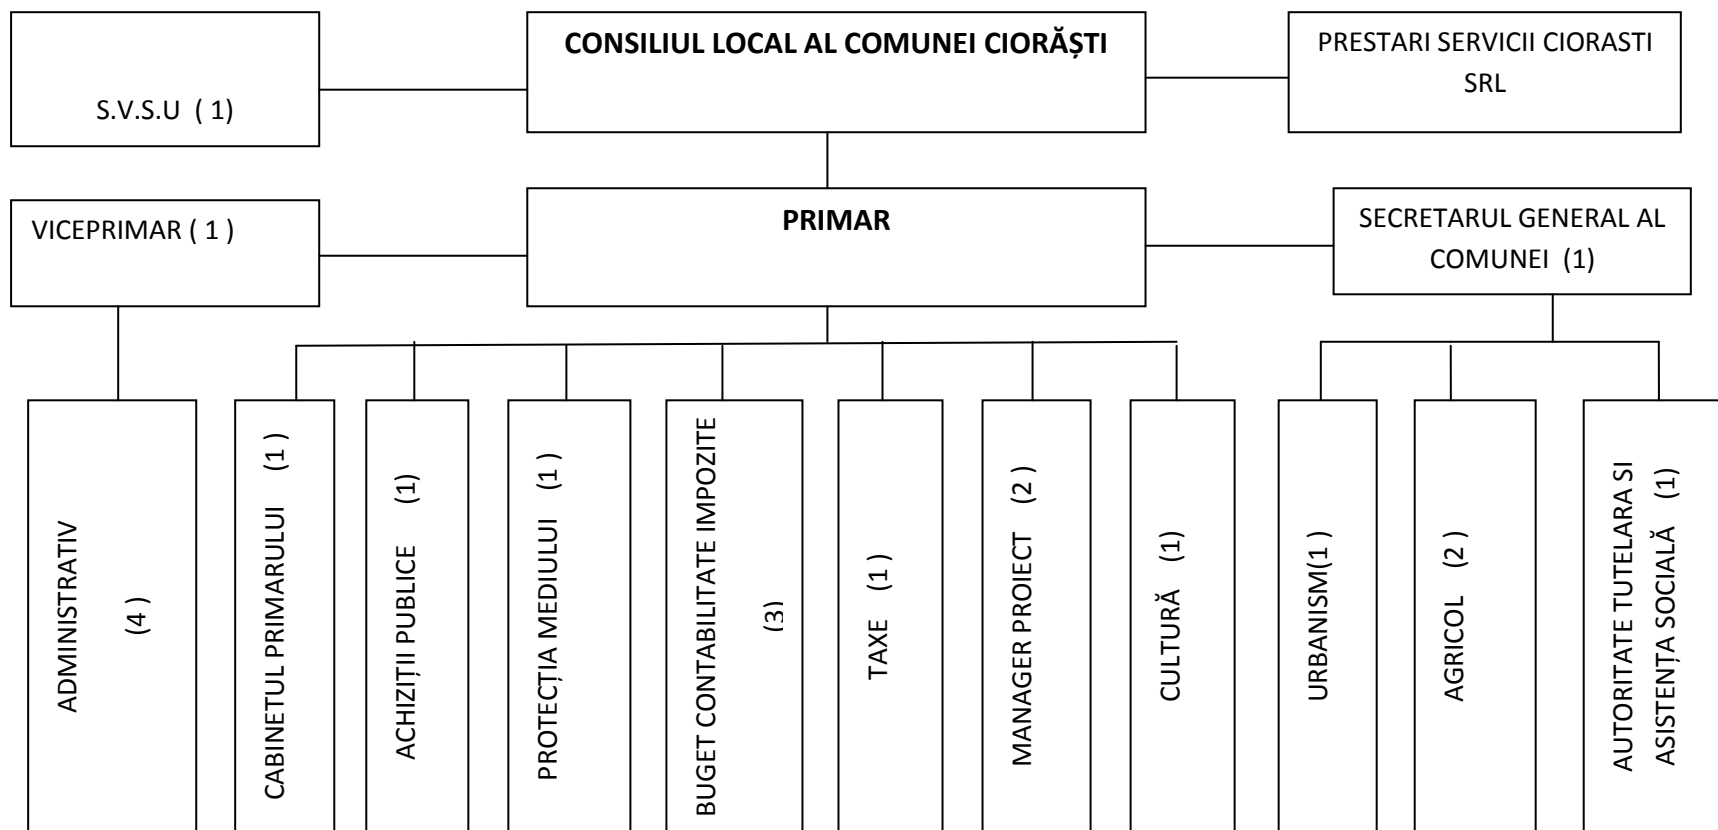 CONSILIUL LOCAL AL COMUNEI CIORĂȘTI
PRESTARI SERVICII CIORASTI
SRL
S.V.S.U ( 1)
VICEPRIMAR ( 1 )
PRIMAR
SECRETARUL GENERAL AL
COMUNEI (1)
ADMINISTRATIV
(4 )
CABINETUL PRIMARULUI (1 )
ACHIZIȚII PUBLICE (1)
PROTECȚIA MEDIULUI (1 )
BUGET CONTABILITATE IMPOZITE
(3)
TAXE (1 )
MANAGER PROIECT (2 )
CULTURĂ (1)
URBANISM(1 )
AGRICOL (2 )
AUTORITATE TUTELARA SI
ASISTENȚA SOCIALĂ (1)